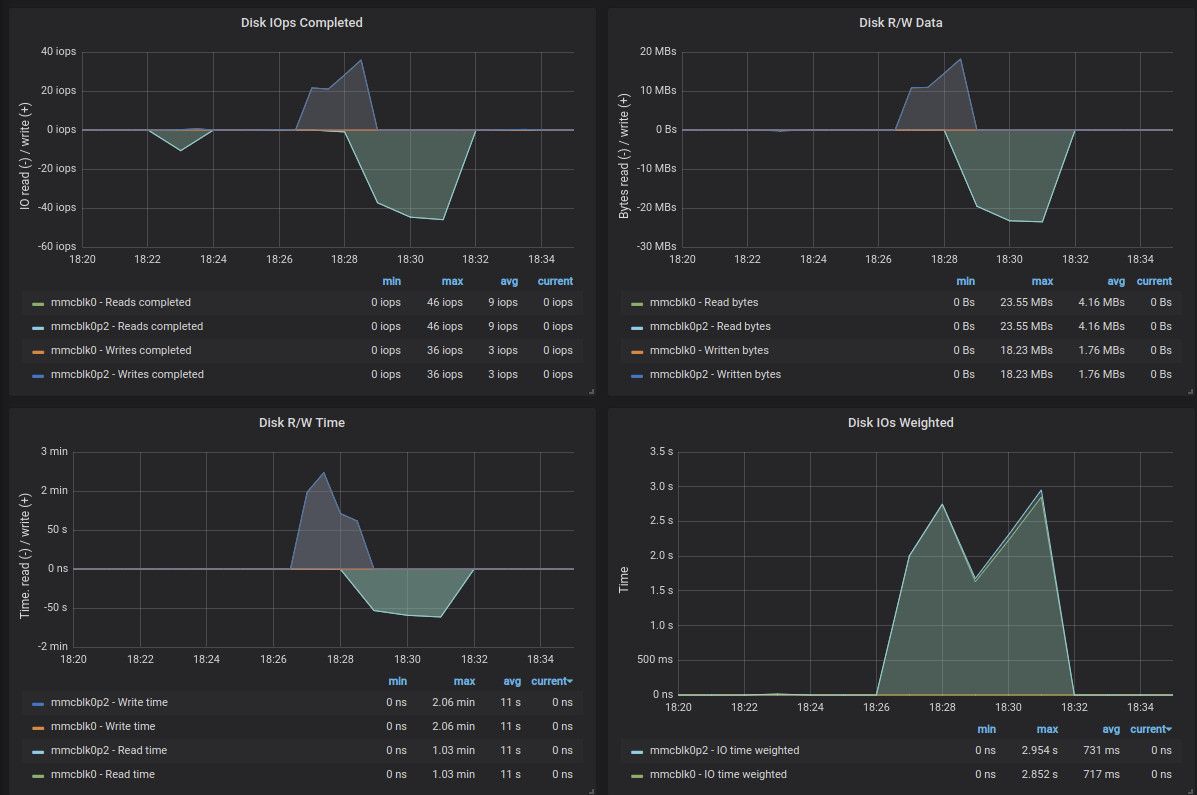 Disk IOps Completed
IO read (-) / write (+)
40 iops
20 iops
0 iops
-20 iops
-40 iops
-60 iops
18:20 18:22 18:24 18:26 18:28 18:30 18:32 18:34
min max avg current
mmcblk0 - Reads completed 0 iops 46 iops 9 iops 0 iops
mmcblk0p2 - Reads completed 0 iops 46 iops 9 iops 0 iops
mmcblk0 - Writes completed 0 iops 36 iops 3 iops 0 iops
mmcblk0p2 - Writes completed 0 iops 36 iops 3 iops 0 iops
Disk R/W Data
Bytes read (-) / write (+)
20 MBs
10 MBs
0 Bs
-10 MBs
-20 MBs
-30 MBs
18:20 18:22 18:24 18:26 18:28 18:30 18:32 18:34
min max avg current
mmcblk0 - Read bytes 0 Bs 23.55 MBs 4.16 MBs 0 Bs
mmcblk0p2 - Read bytes 0 Bs 23.55 MBs 4.16 MBs 0 Bs
mmcblk0 - Written bytes 0 Bs 18.23 MBs 1.76 MBs 0 Bs
mmcblk0p2 - Written bytes 0 Bs 18.23 MBs 1.76 MBs 0 Bs
Disk R/W Time
Time. read (-) / write (+)
3 min
2 min
50 s
0 ns
-50 s
-2 min
18:20 18:22 18:24 18:26 18:28 18:30 18:32 18:34
min max avg current
mmcblk0p2 - Write time 0 ns 2.06 min 11 s 0 ns
mmcblk0 - Write time 0 ns 2.06 min 11 s 0 ns
mmcblk0p2 - Read time 0 ns 1.03 min 11 s 0 ns
mmcblk0 - Read time 0 ns 1.03 min 11 s 0 ns
Disk IOs Weighted
Time
3.5 s
3.0 s
2.5 s
2.0 s
1.5 s
1.0 s
500 ms
0 ns
18:20 18:22 18:24 18:26 18:28 18:30 18:32 18:34
min max avg current
mmcblk0p2 - IO time weighted 0 ns 2.954 s 731 ms 0 ns
mmcblk0 - IO time weighted 0 ns 2.852 s 717 ms 0 ns